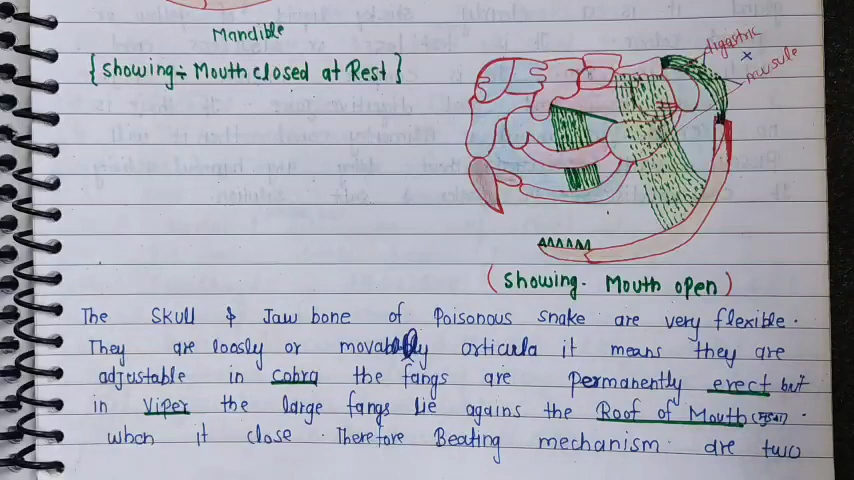 Mandible
{ Showing ÷ Mouth closed at Rest }
digastric
muscle
(Showing. Mouth open)
The Skull & Jaw bone of Poisonous snake are very flexible.
They are loosly or movably orticula it means they are
adjustable in cobra the fangs are permanently erect but
in Viper the large fangs lie agains the Roof of Mouth
when it close. Therefore Beating mechanism are two